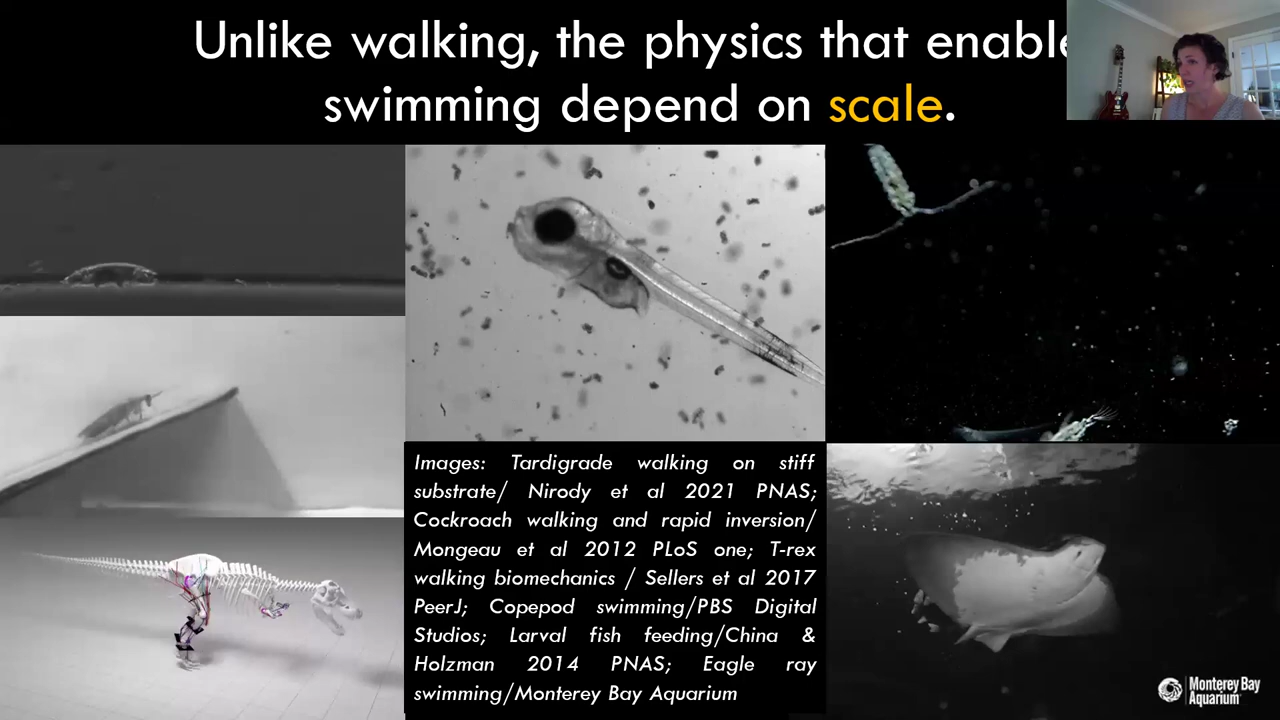 Unlike walking, the physics that enable
swimming depend on scale.
Images: Tardigrade walking on stiff
substrate/ Nirody et al 2021 PNAS;
Cockroach walking and rapid inversion/
Mongeau et al 2012 PLoS one; T-rex
walking biomechanics / Sellers et al 2017
PeerJ; Copepod swimming/PBS Digital
Studios; Larval fish feeding/China &
Holzman 2014 PNAS; Eagle ray
swimming/Monterey Bay Aquarium
Monterey Bay
Aquarium